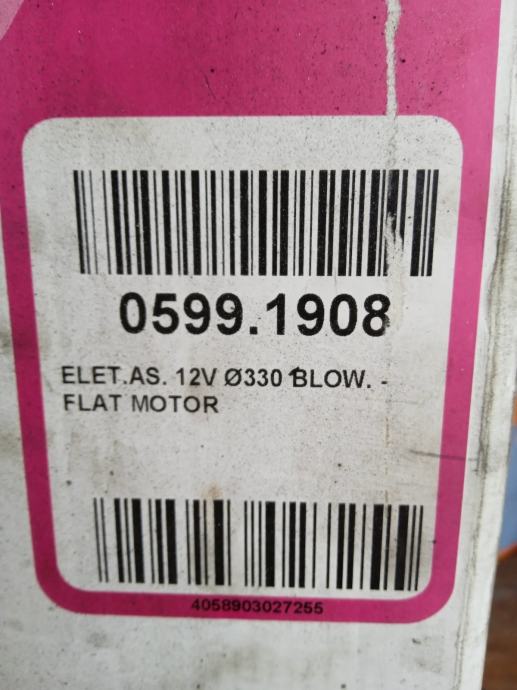 0599.1908
ELET.AS. 12V Ø330 BLOW. -
FLAT MOTOR
4058903027255